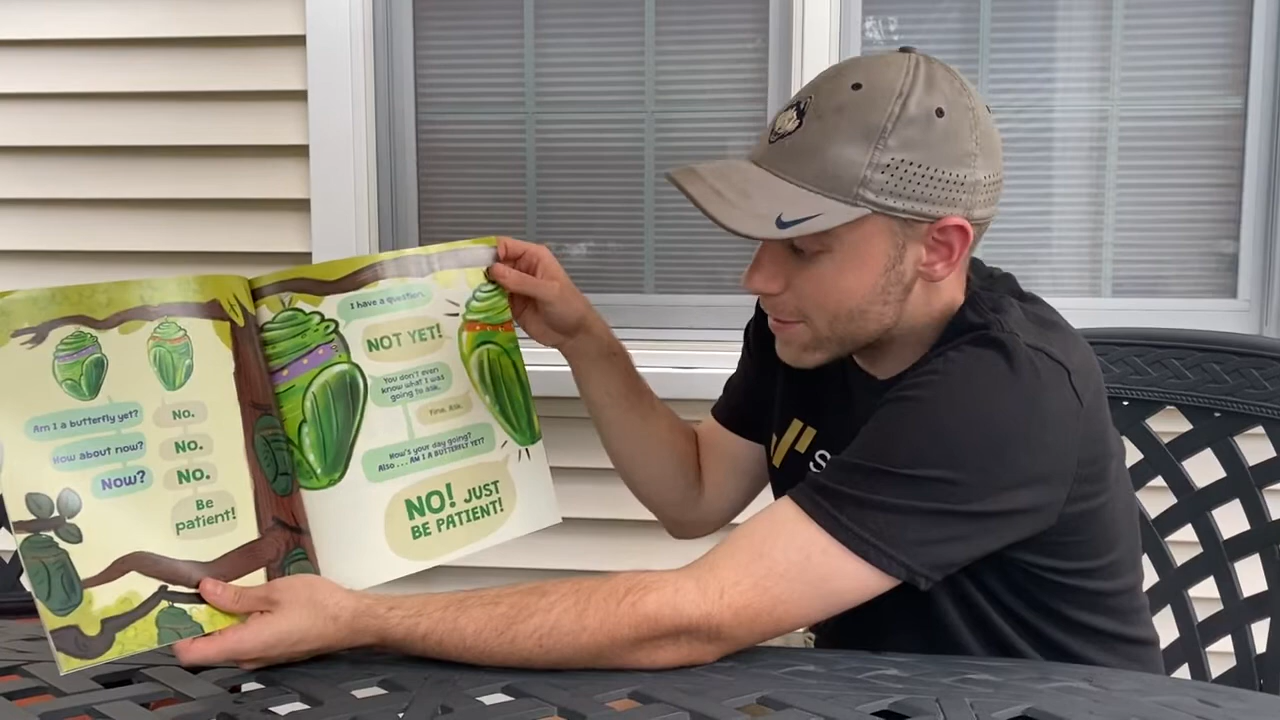 Am I a butterfly yet?
No.
How about now?
No.
Now?
No.
Be
patient!
I have a question.
NOT YET!
You don't even
know what I was
going to ask.
Fine. Ask.
How's your day going?
Also . . . AM I A BUTTERFLY YET?
NO! JUST
BE PATIENT!